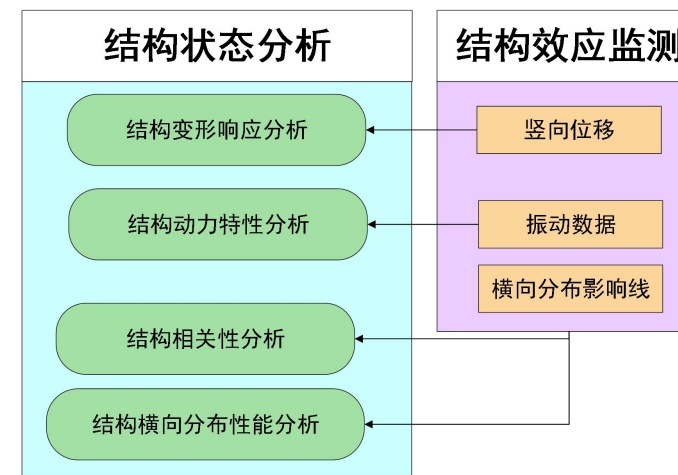 结构状态分析
结构变形响应分析
结构动力特性分析
结构相关性分析
结构横向分布性能分析
结构效应监测
竖向位移
振动数据
横向分布影响线